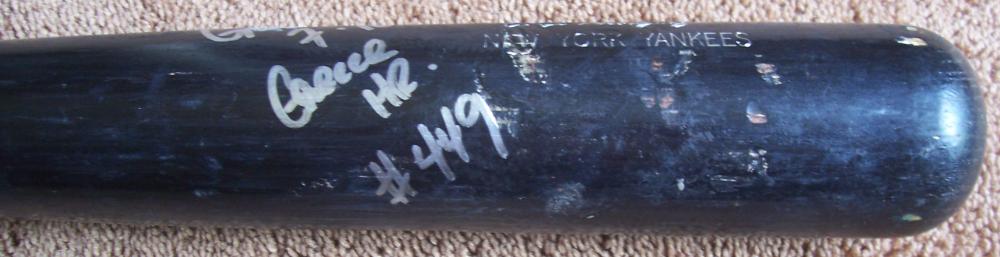 NEW YORK YANKEES
Career
HR.
#449